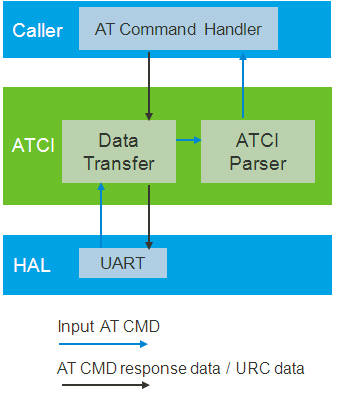 Caller
AT Command Handler
ATCI
Data
Transfer
ATCI
Parser
HAL
UART
Input AT CMD
AT CMD response data / URC data